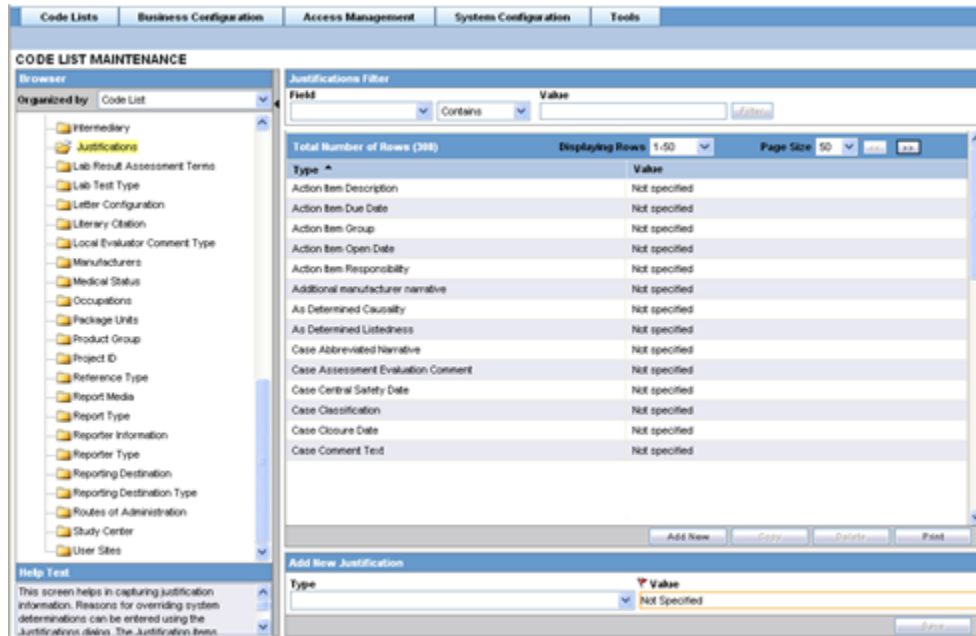 Code Lists Business Configuration Access Management System Configuration Tools
CODE LIST MAINTENANCE
Browser
Organized by Code List
Intermediary
Justifications
Lab Result Assessment Terms
Lab Test Type
Letter Configuration
Literary Citation
Local Evaluator Comment Type
Manufacturers
Medical Status
Occupations
Package Units
Product Group
Project ID
Reference Type
Report Media
Report Type
Reporter Information
Reporter Type
Reporting Destination
Reporting Destination Type
Routes of Administration
Study Center
User Sites
Help Text
This screen helps in capturing justification
information. Reasons for overriding system
determinations can be entered using the
Justifications dialog. The Justification items
Justifications Filter
Field Value
Contains Filter
Total Number of Rows (308) Displaying Rows 1-50 Page Size 50 << >>
Type Value
Action Item Description Not specified
Action Item Due Date Not specified
Action Item Group Not specified
Action Item Open Date Not specified
Action Item Responsibility Not specified
Additional manufacturer narrative Not specified
As Determined Causality Not specified
As Determined Listedness Not specified
Case Abbreviated Narrative Not specified
Case Assessment Evaluation Comment Not specified
Case Central Safety Date Not specified
Case Classification Not specified
Case Closure Date Not specified
Case Comment Text Not specified
Add New Copy Delete Print
Add New Justification
Type Value
Not Specified
Save